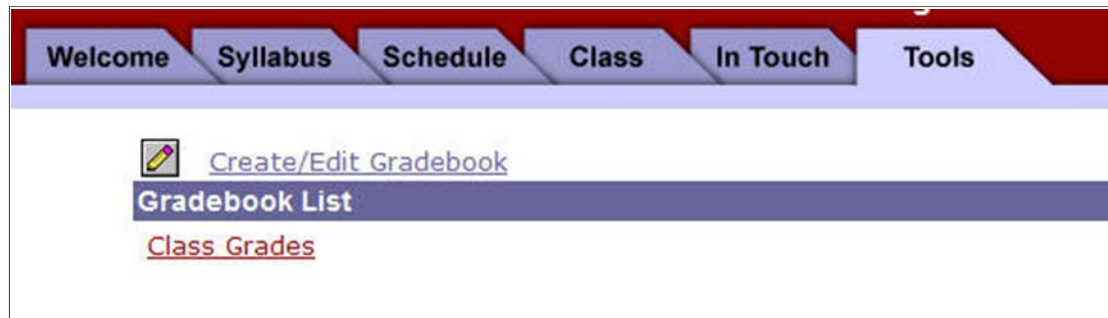 Welcome Syllabus Schedule Class In Touch Tools
Create/Edit Gradebook
Gradebook List
Class Grades